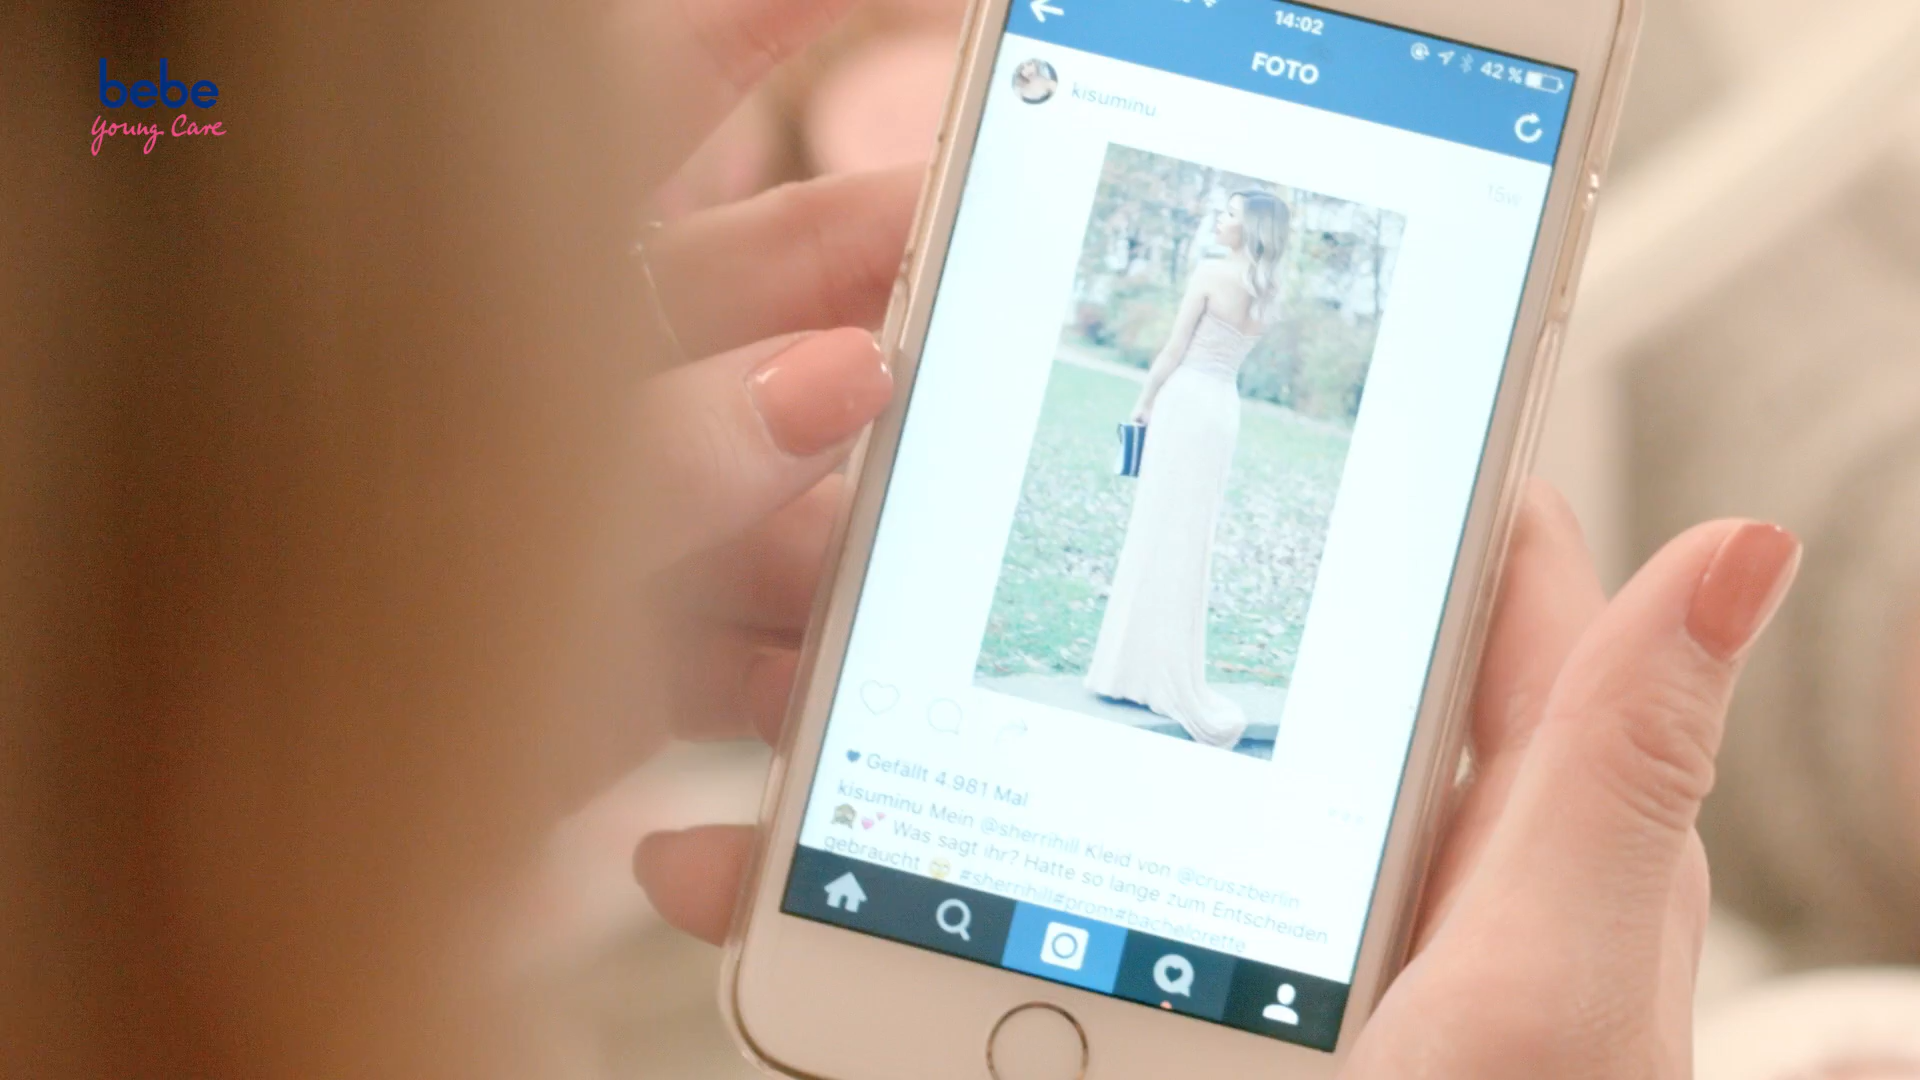 bebe
Young Care
14:02
42 %
FOTO
kisuminu
15W
Gefällt 4.981 Mal
kisuminu Mein @sherrihill Kleid von @cruszberlin
Was sagt ihr? Hatte so lange zum Entscheiden
gebraucht #sherrihill#prom#bachelorette